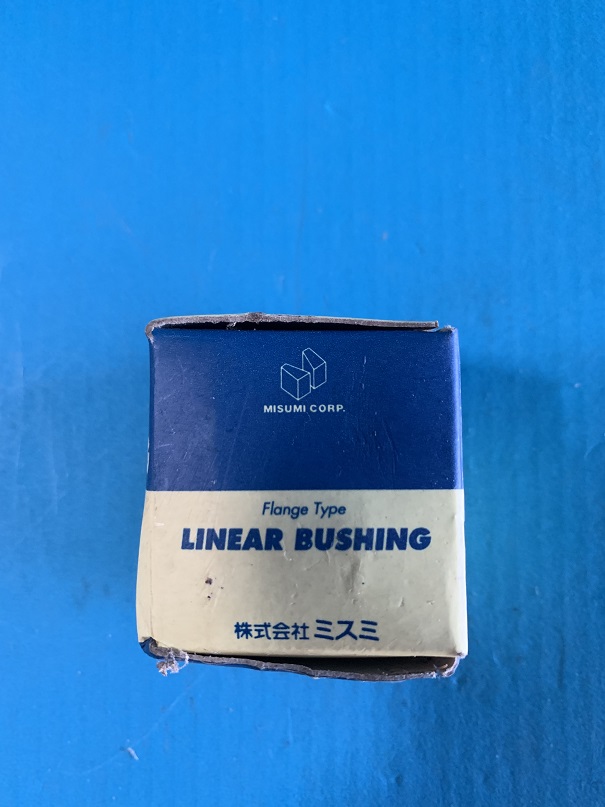 MISUMI CORP.
Flange Type
LINEAR BUSHING
株式会社ミスミ